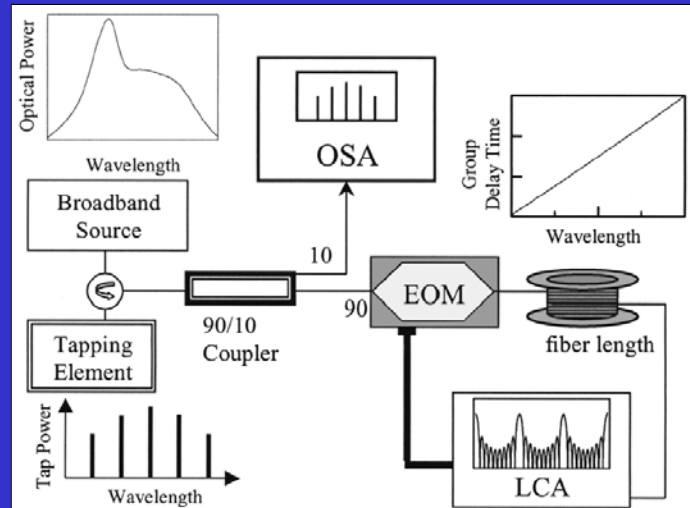 Optical Power
Wavelength
Broadband
Source
Tapping
Element
Tap Power
Wavelength
90/10
Coupler
10
90
OSA
EOM
Group
Delay Time
Wavelength
fiber length
LCA